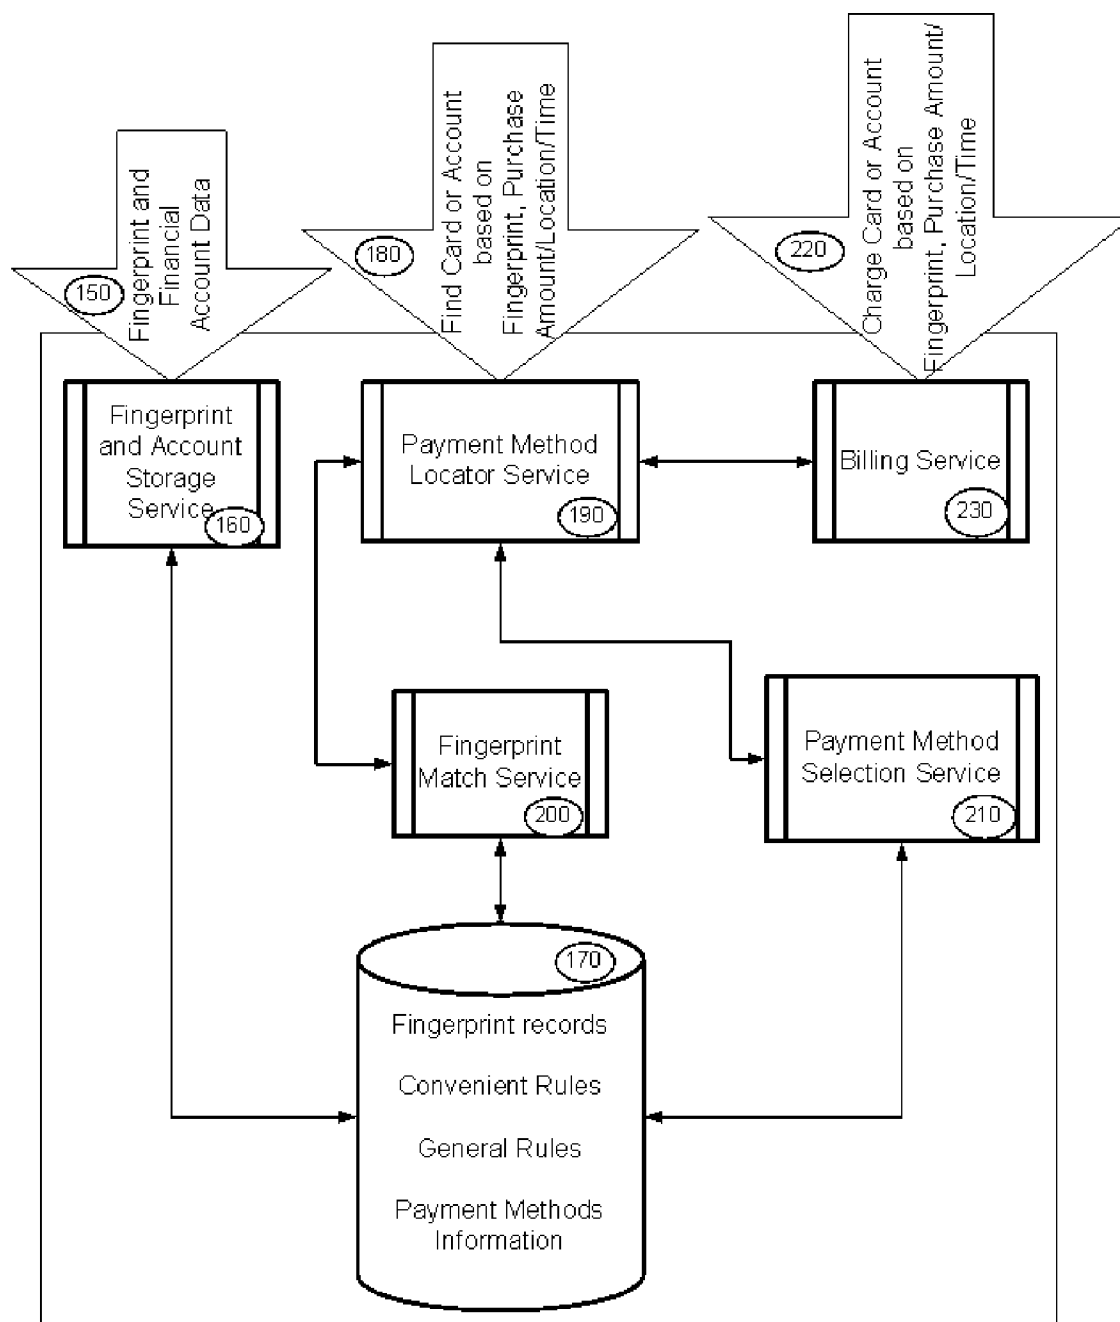 150
Fingerprint and
Financial
Account Data
180
Find Card or Account
based on
Fingerprint, Purchase
Amount/Location/Time
220
Charge Card or Account
based on
Fingerprint, Purchase Amount/
Location/Time
Fingerprint
and Account
Storage
Service
160
Payment Method
Locator Service
190
Billing Service
230
Fingerprint
Match Service
200
Payment Method
Selection Service
210
170
Fingerprint records
Convenient Rules
General Rules
Payment Methods
Information